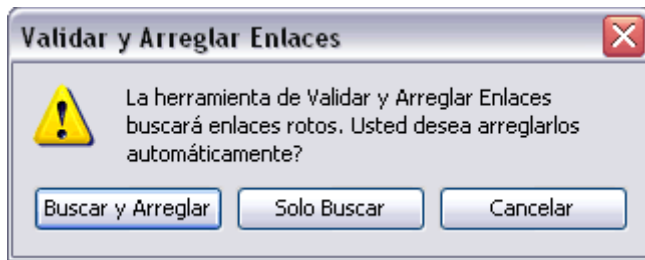 Validar y Arreglar Enlaces
La herramienta de Validar y Arreglar Enlaces
buscará enlaces rotos. Usted desea arreglarlos
automáticamente?
Buscar y Arreglar
Solo Buscar
Cancelar